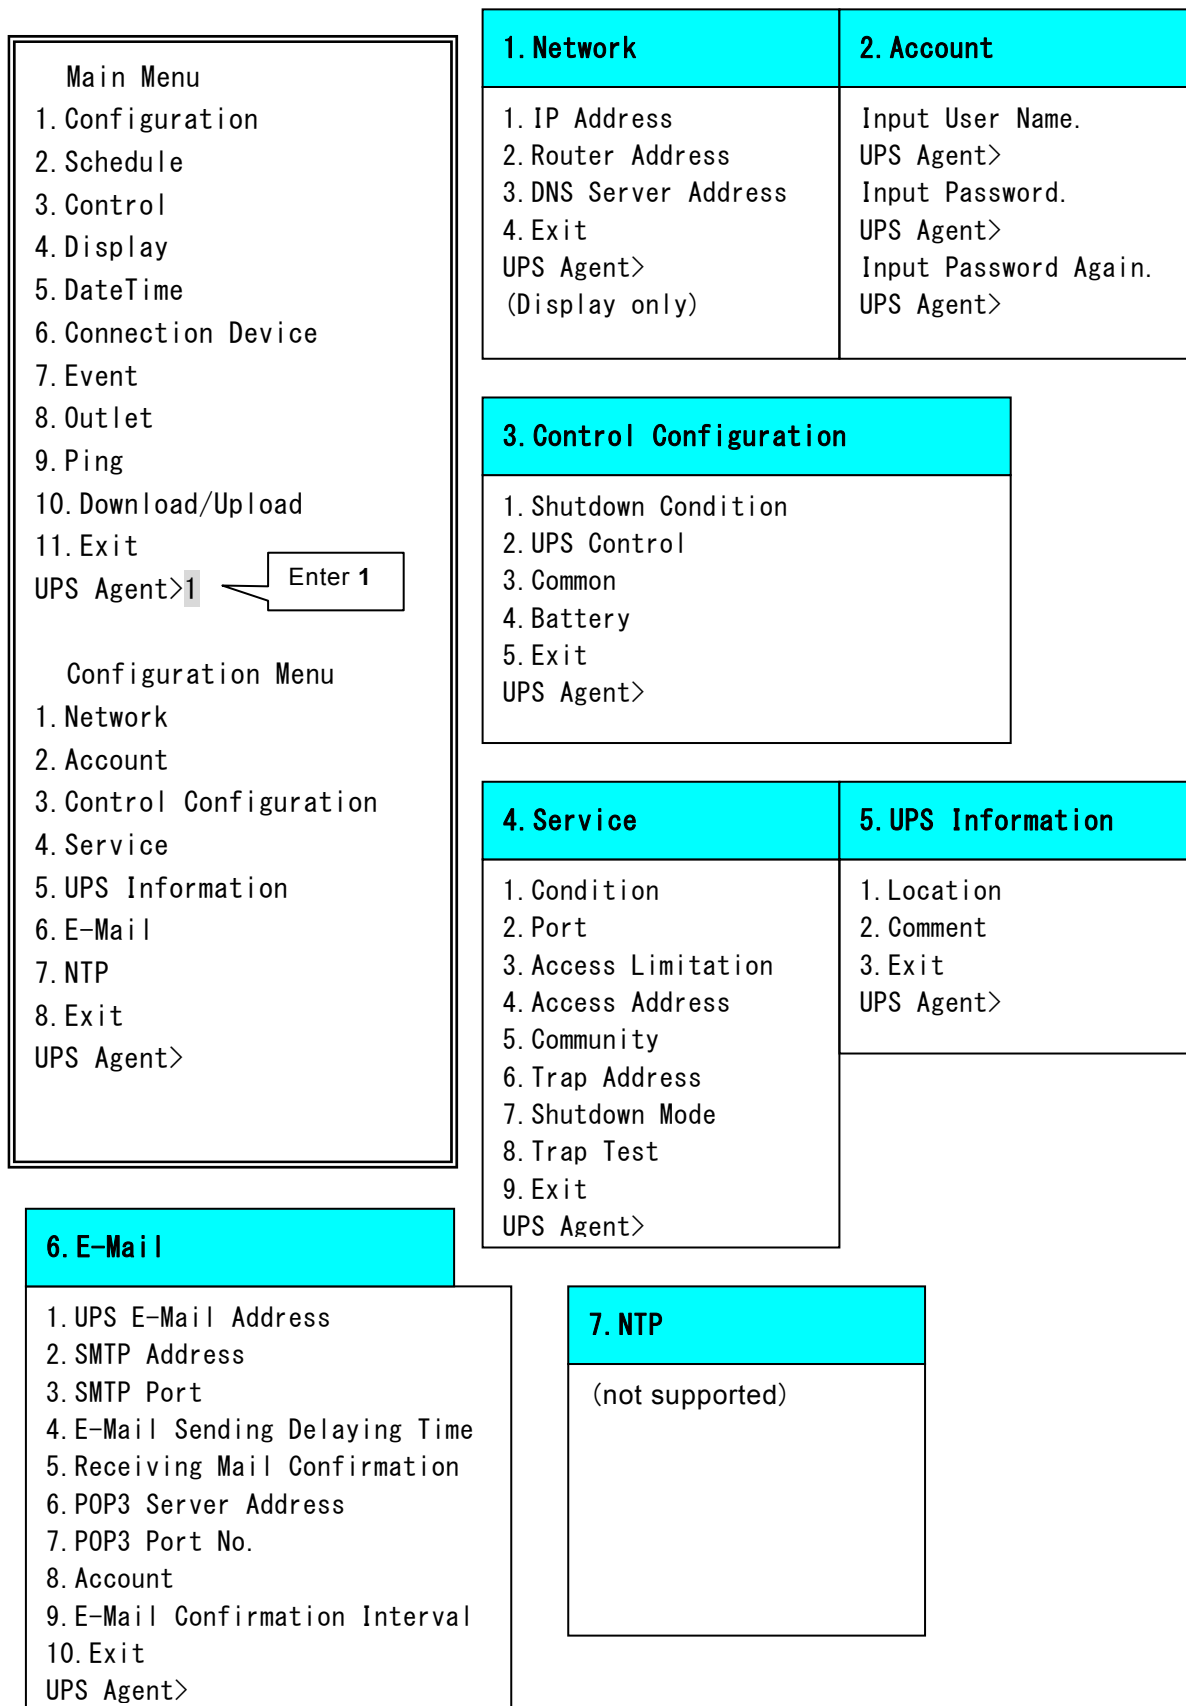 Main Menu
1.Configuration
2.Schedule
3.Control
4.Display
5.DateTime
6.Connection Device
7.Event
8.Outlet
9.Ping
10.Download/Upload
11.Exit
UPS Agent>1
Enter 1
Configuration Menu
1.Network
2.Account
3.Control Configuration
4.Service
5.UPS Information
6.E-Mail
7.NTP
8.Exit
UPS Agent>
1.Network
1.IP Address
2.Router Address
3.DNS Server Address
4.Exit
UPS Agent>
(Display only)
2.Account
Input User Name.
UPS Agent>
Input Password.
UPS Agent>
Input Password Again.
UPS Agent>
3.Control Configuration
1.Shutdown Condition
2.UPS Control
3.Common
4.Battery
5.Exit
UPS Agent>
4.Service
1.Condition
2.Port
3.Access Limitation
4.Access Address
5.Community
6.Trap Address
7.Shutdown Mode
8.Trap Test
9.Exit
UPS Agent>
5.UPS Information
1.Location
2.Comment
3.Exit
UPS Agent>
6.E-Mail
1.UPS E-Mail Address
2.SMTP Address
3.SMTP Port
4.E-Mail Sending Delaying Time
5.Receiving Mail Confirmation
6.POP3 Server Address
7.POP3 Port No.
8.Account
9.E-Mail Confirmation Interval
10.Exit
UPS Agent>
7.NTP
(not supported)